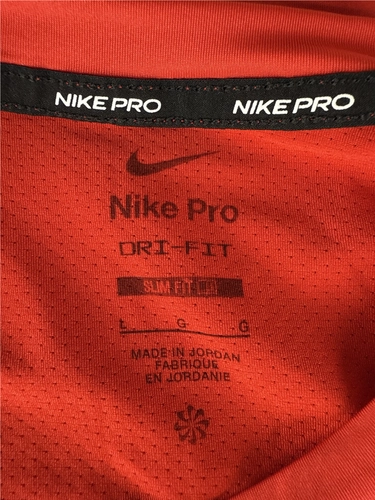 NIKE PRO NIKE PRO
Nike Pro
DRI-FIT
SLIM FIT
L G G
MADE IN JORDAN
FABRIQUE
EN JORDANIE